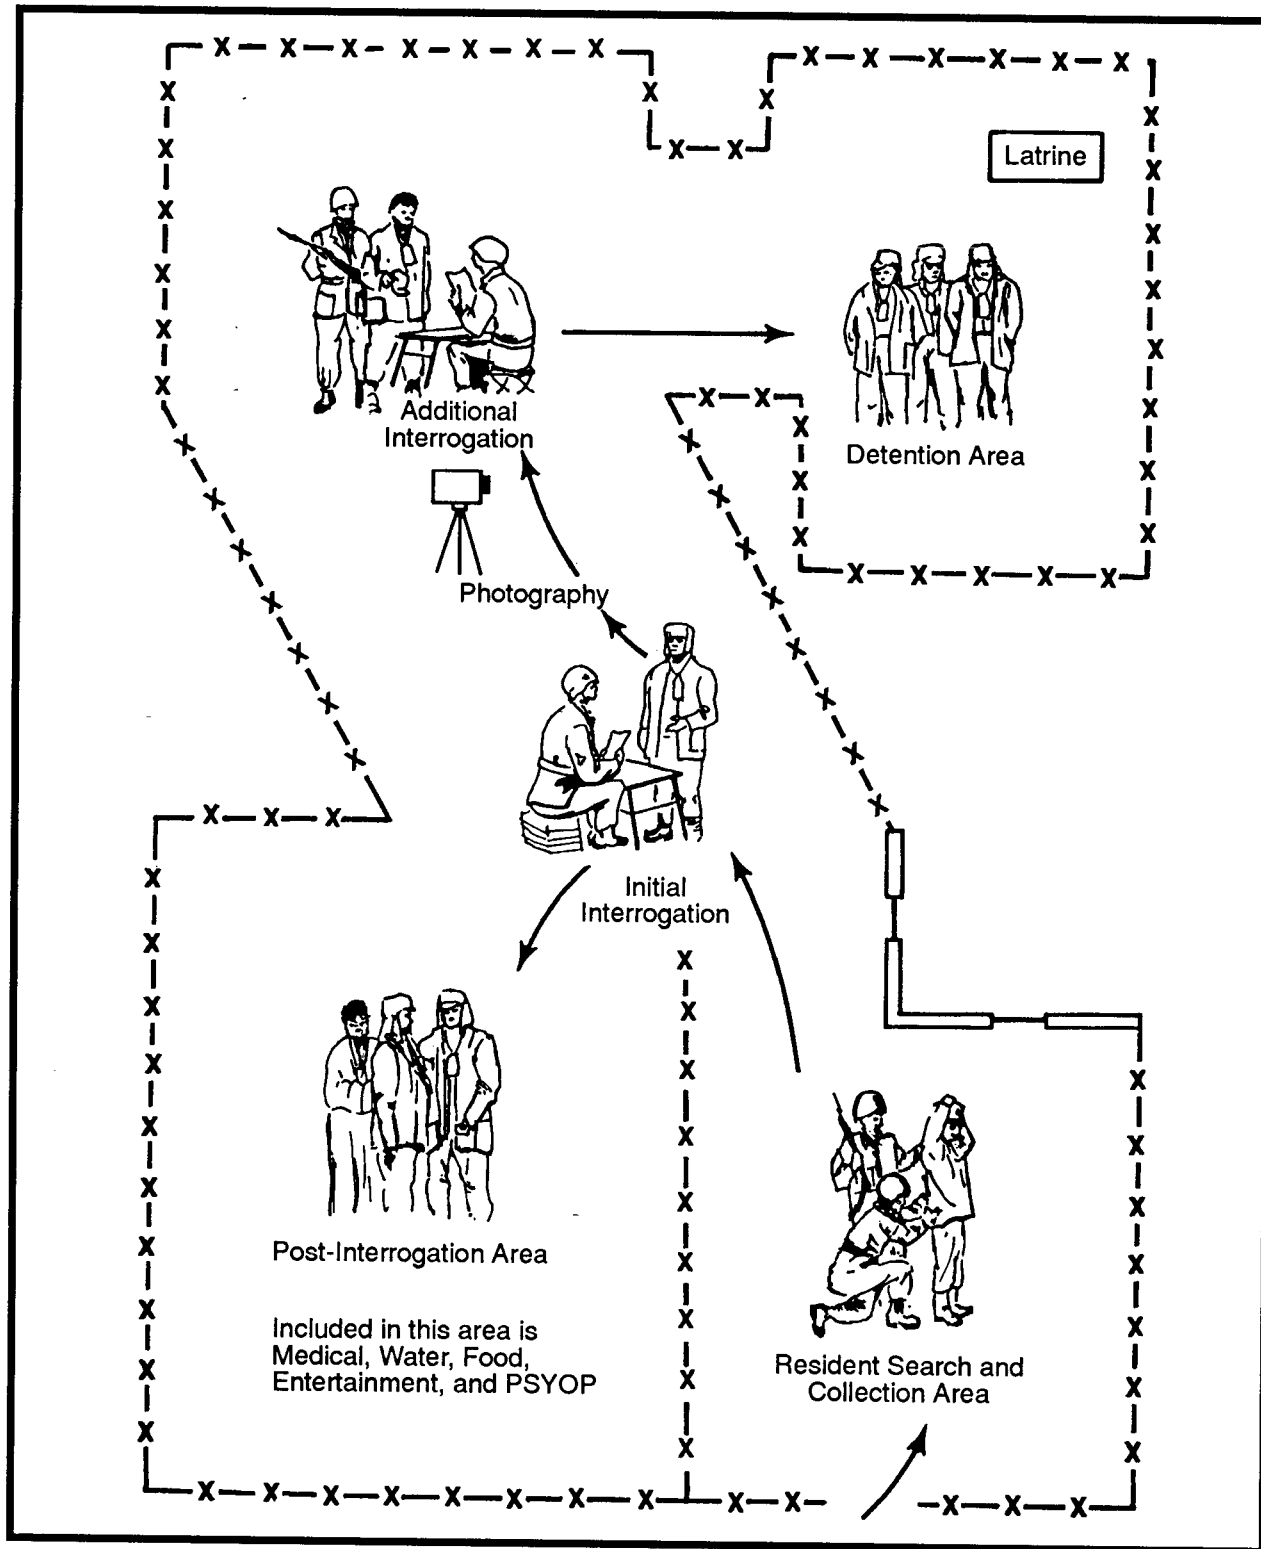 Latrine
Additional
Interrogation
Detention Area
Photography
Initial
Interrogation
Post-Interrogation Area
Included in this area is
Medical, Water, Food,
Entertainment, and PSYOP
Resident Search and
Collection Area